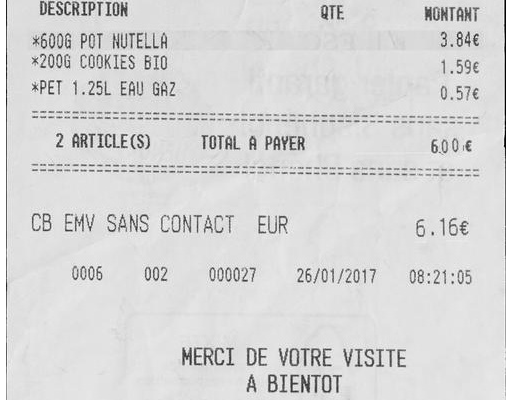 DESCRIPTION QTE MONTANT
*600G POT NUTELLA 3.84€
*200G COOKIES BIO 1.59€
*PET 1.25L EAU GAZ 0.57€
2 ARTICLE(S) TOTAL A PAYER 6.00.€
CB EMV SANS CONTACT EUR 6.16€
0006 002 000027 26/01/2017 08:21:05
MERCI DE VOTRE VISITE
A BIENTOT